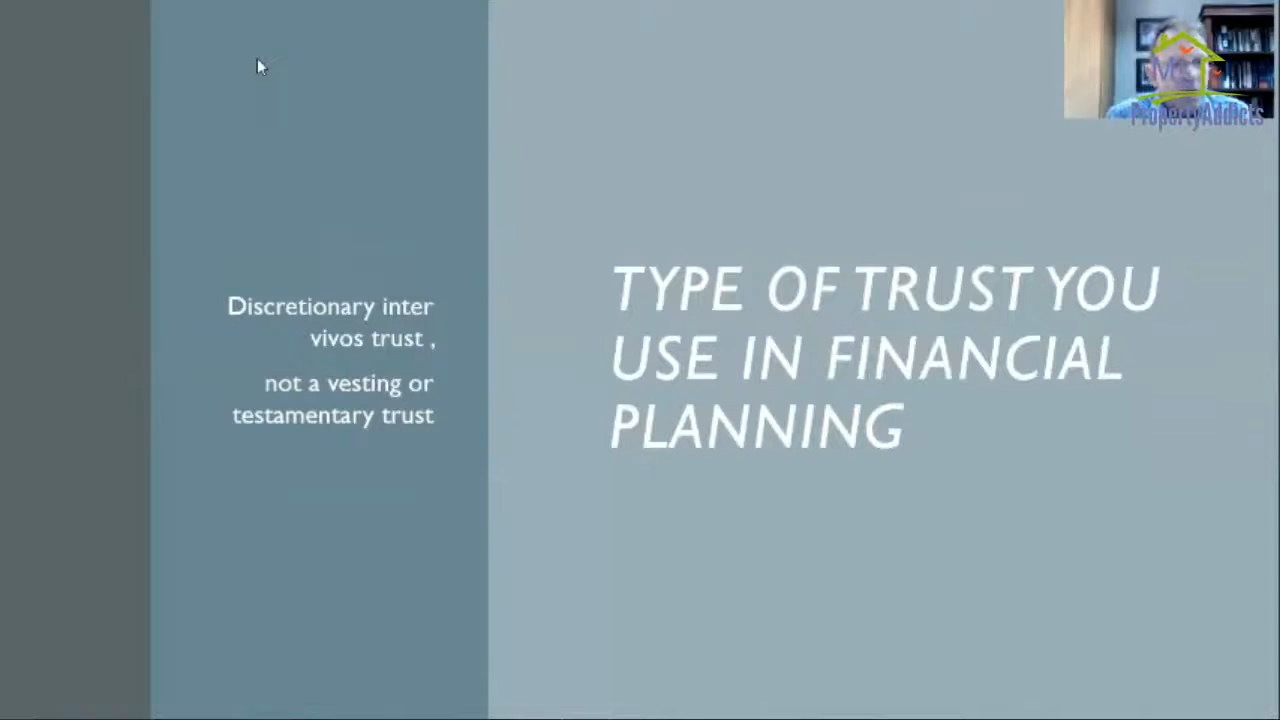 Discretionary inter
vivos trust ,
not a vesting or
testamentary trust
TYPE OF TRUST YOU
USE IN FINANCIAL
PLANNING
PropertyAddicts